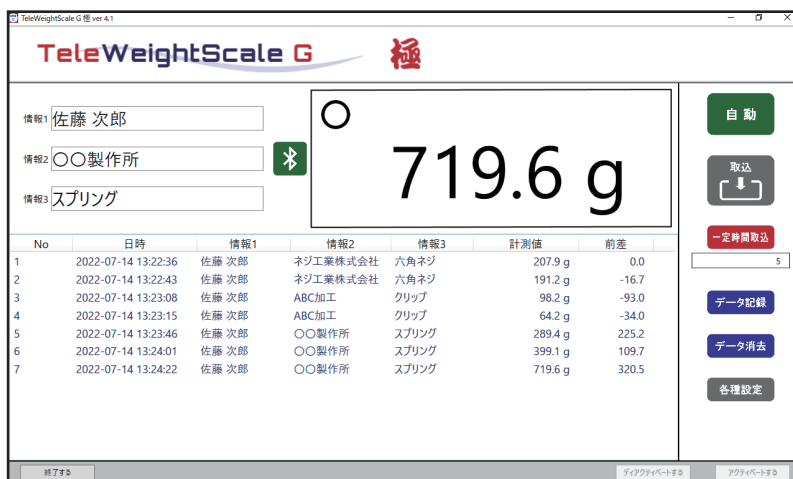 TeleWeightScale G 極 ver 4.1
TeleWeightScale G 極
情報1 佐藤 次郎
情報2 〇〇製作所
情報3 スプリング
〇
719.6 g
自 動
取込
一定時間取込
5
データ記録
データ消去
各種設定
No 日時 情報1 情報2 情報3 計測値 前差
1 2022-07-14 13:22:36 佐藤 次郎 ネジ工業株式会社 六角ネジ 207.9 g 0.0
2 2022-07-14 13:22:43 佐藤 次郎 ネジ工業株式会社 六角ネジ 191.2 g -16.7
3 2022-07-14 13:23:08 佐藤 次郎 ABC加工 クリップ 98.2 g -93.0
4 2022-07-14 13:23:15 佐藤 次郎 ABC加工 クリップ 64.2 g -34.0
5 2022-07-14 13:23:46 佐藤 次郎 〇〇製作所 スプリング 289.4 g 225.2
6 2022-07-14 13:24:01 佐藤 次郎 〇〇製作所 スプリング 399.1 g 109.7
7 2022-07-14 13:24:22 佐藤 次郎 〇〇製作所 スプリング 719.6 g 320.5
終了する
ディアクティベートする
アクティベートする